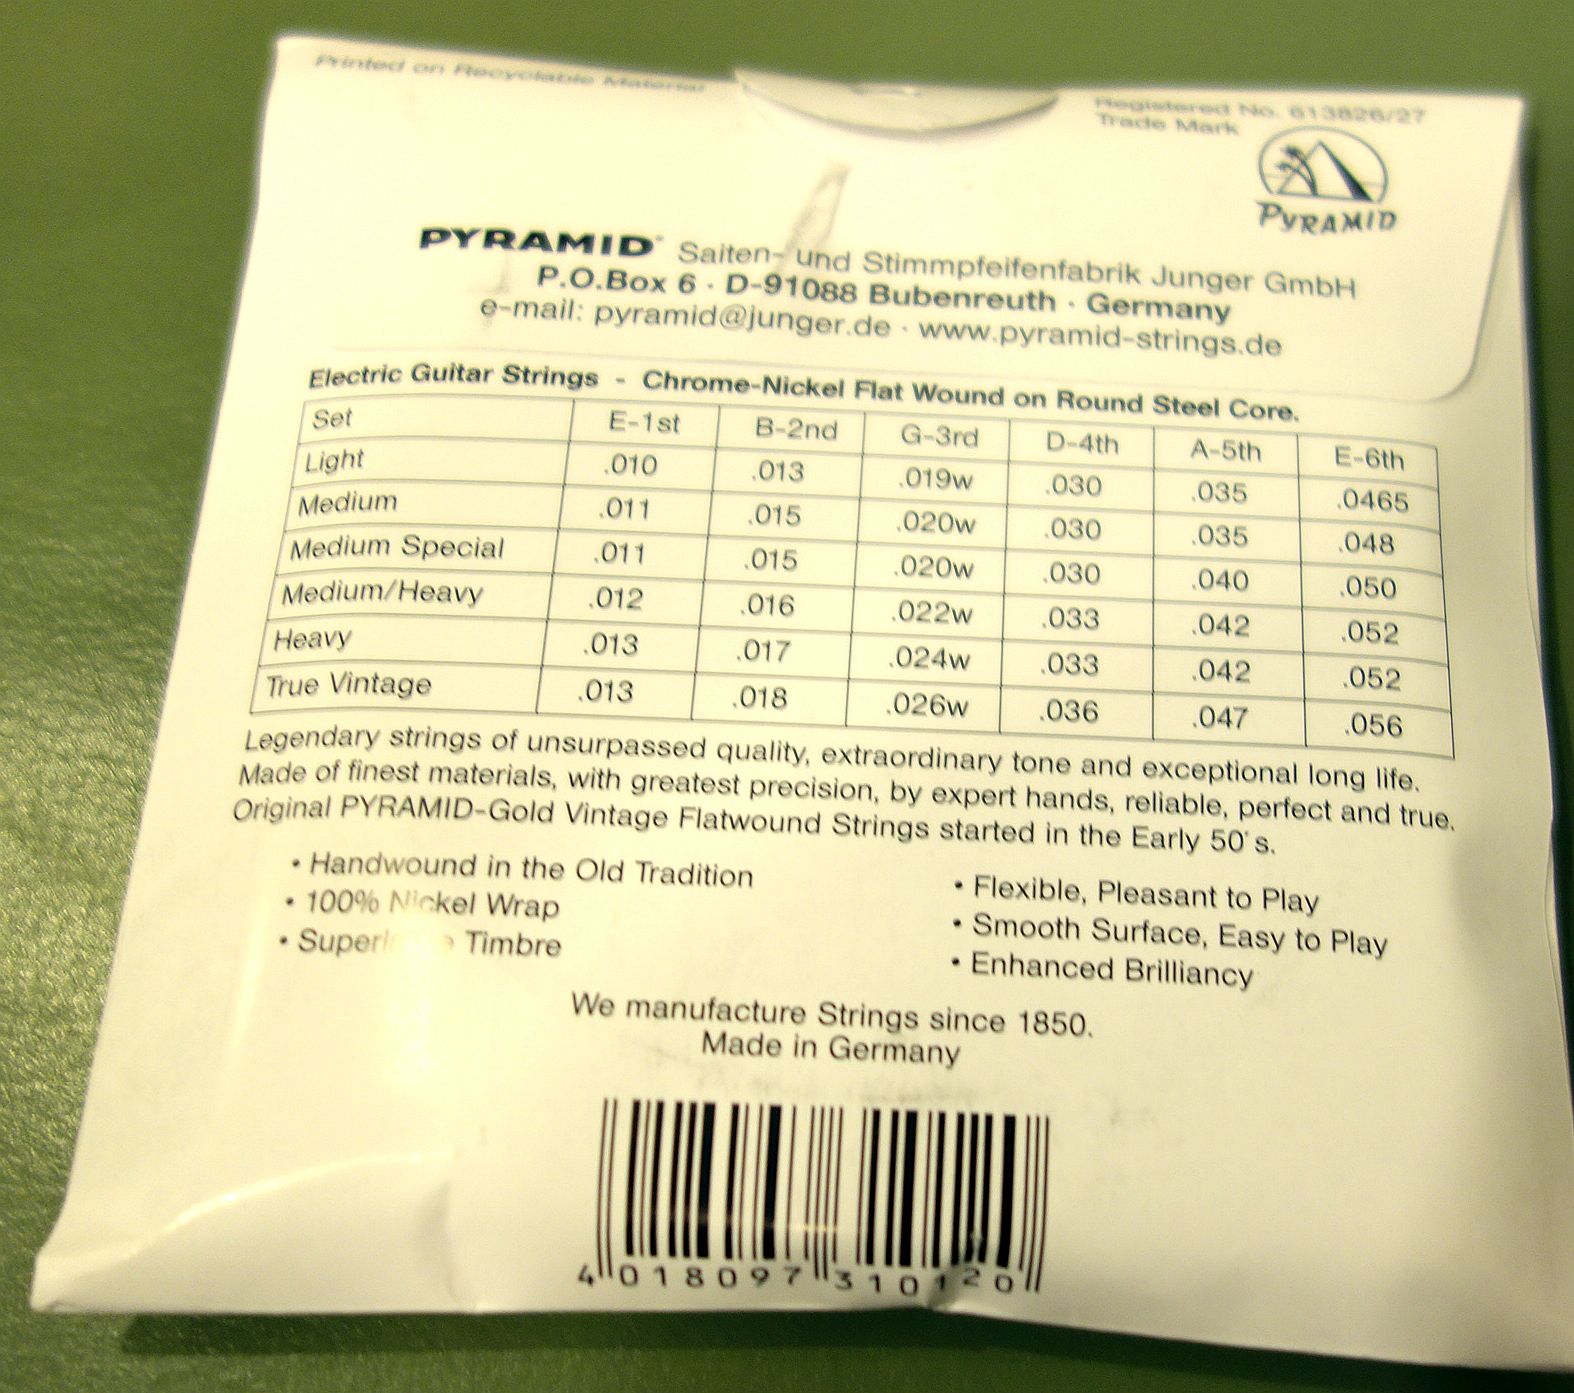 Printed on Recyclable Material
Registered No. 613826/27
Trade Mark
PYRAMID
PYRAMID® Saiten- und Stimmpfeifenfabrik Junger GmbH
P.O.Box 6 · D-91088 Bubenreuth · Germany
e-mail: pyramid@junger.de · www.pyramid-strings.de
Electric Guitar Strings - Chrome-Nickel Flat Wound on Round Steel Core.
Set E-1st B-2nd G-3rd D-4th A-5th E-6th
Light .010 .013 .019w .030 .035 .0465
Medium .011 .015 .020w .030 .035 .048
Medium Special .011 .015 .020w .030 .040 .050
Medium/Heavy .012 .016 .022w .033 .042 .052
Heavy .013 .017 .024w .033 .042 .052
True Vintage .013 .018 .026w .036 .047 .056
Legendary strings of unsurpassed quality, extraordinary tone and exceptional long life.
Made of finest materials, with greatest precision, by expert hands, reliable, perfect and true.
Original PYRAMID-Gold Vintage Flatwound Strings started in the Early 50's.
• Handwound in the Old Tradition
• 100% Nickel Wrap
• Timbre
• Flexible, Pleasant to Play
• Smooth Surface, Easy to Play
• Enhanced Brilliancy
We manufacture Strings since 1850.
Made in Germany
4 018097 310120